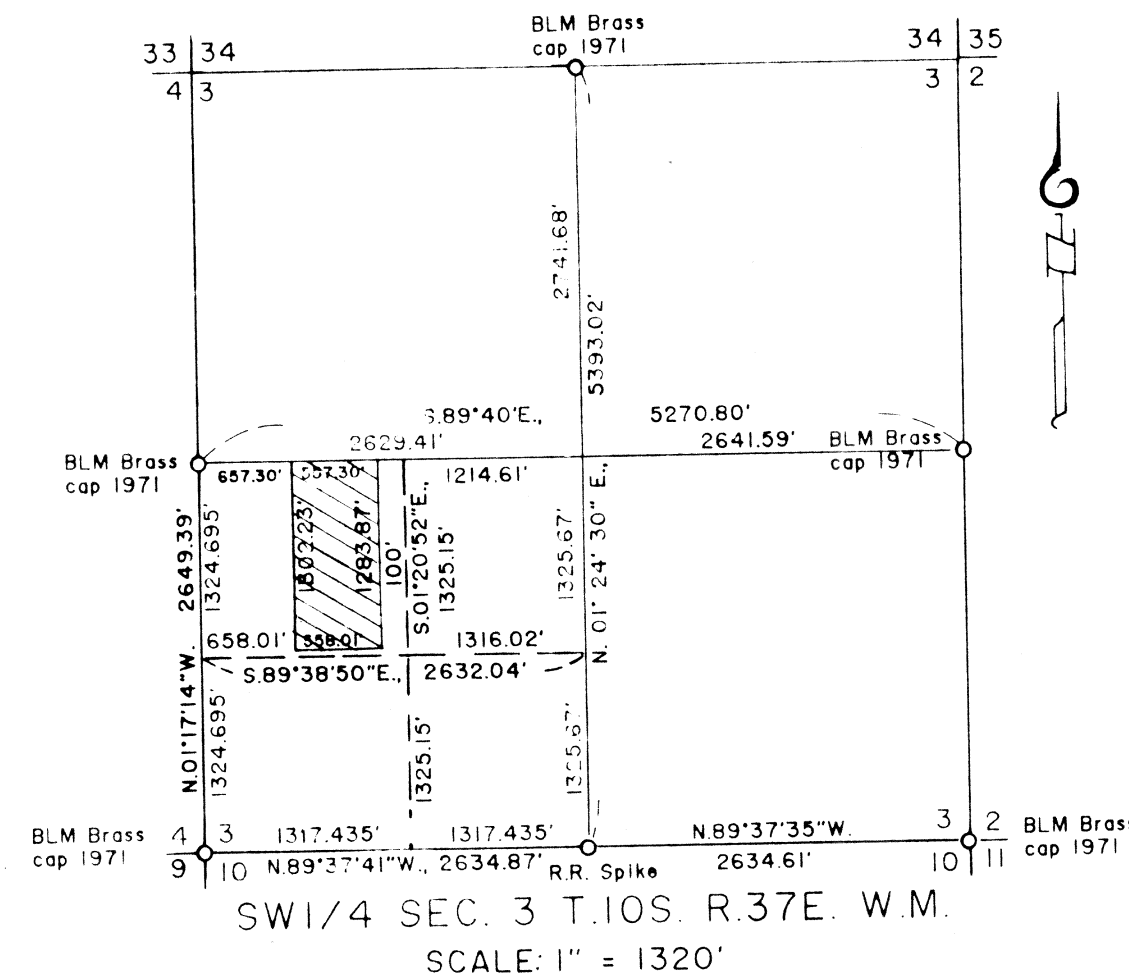 BLM Brass
cap 1971
33 34
34 35
4 3
3 2
2741.68'
5393.02'
S.89°40'E., 5270.80'
2629.41'
2641.59'
BLM Brass
cap 1971
BLM Brass
cap 1971
657.30'
557.30'
1214.61'
N.01°17'14"W. 2649.39'
1324.695'
1283.87'
100'
S.01°20'52"E.,
1325.15'
1325.67'
N. 01° 24' 30" E.,
658.01'
558.01'
1316.02'
S.89°38'50"E., 2632.04'
1324.695'
1325.15'
1325.67'
BLM Brass
cap 1971
4 3
1317.435'
1317.435'
N.89°37'35"W.
3 2
BLM Brass
cap 1971
9 10
N.89°37'41"W., 2634.87'
R.R. Spike
2634.61'
10 11
SW1/4 SEC. 3 T.10S. R.37E. W.M.
SCALE: 1" = 1320'